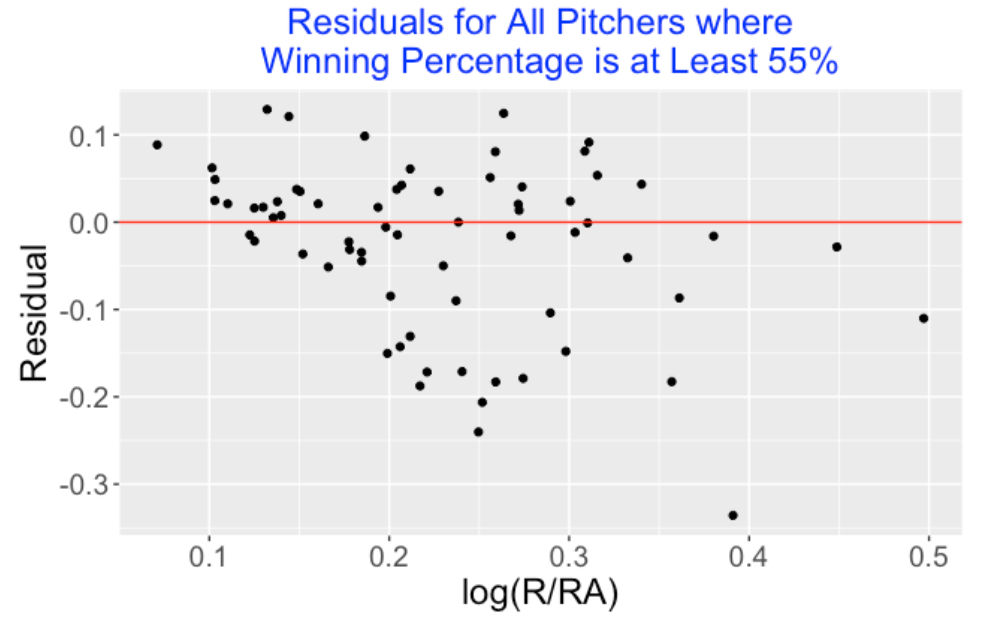 Residuals for All Pitchers where
Winning Percentage is at Least 55%
0.1
0.0
-0.1
-0.2
-0.3
Residual
0.1 0.2 0.3 0.4 0.5
log(R/RA)